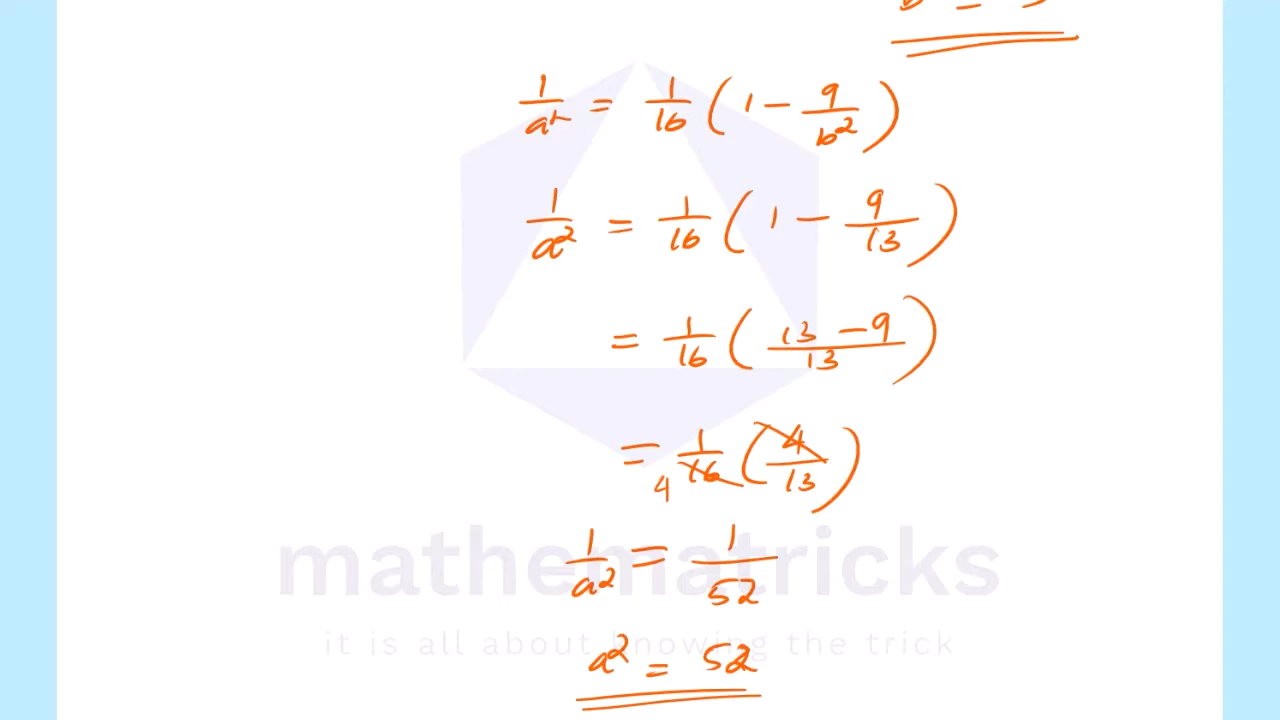 1/a² = 1/16 (1 - 9/b²)
1/a² = 1/16 (1 - 9/13)
= 1/16 ((13 - 9)/13)
= 1/16 (4/13)
4
1/a² = 1/52
mathematricks
it is all about knowing the trick
a² = 52